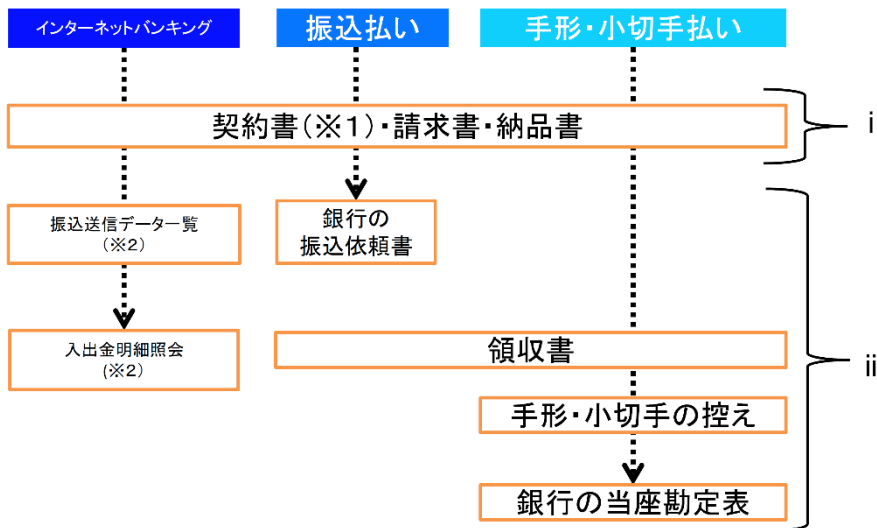 インターネットバンキング
振込払い
手形・小切手払い
契約書(※1)・請求書・納品書
i
振込送信データ一覧
(※2)
銀行の
振込依頼書
入出金明細照会
(※2)
領収書
ii
手形・小切手の控え
銀行の当座勘定表